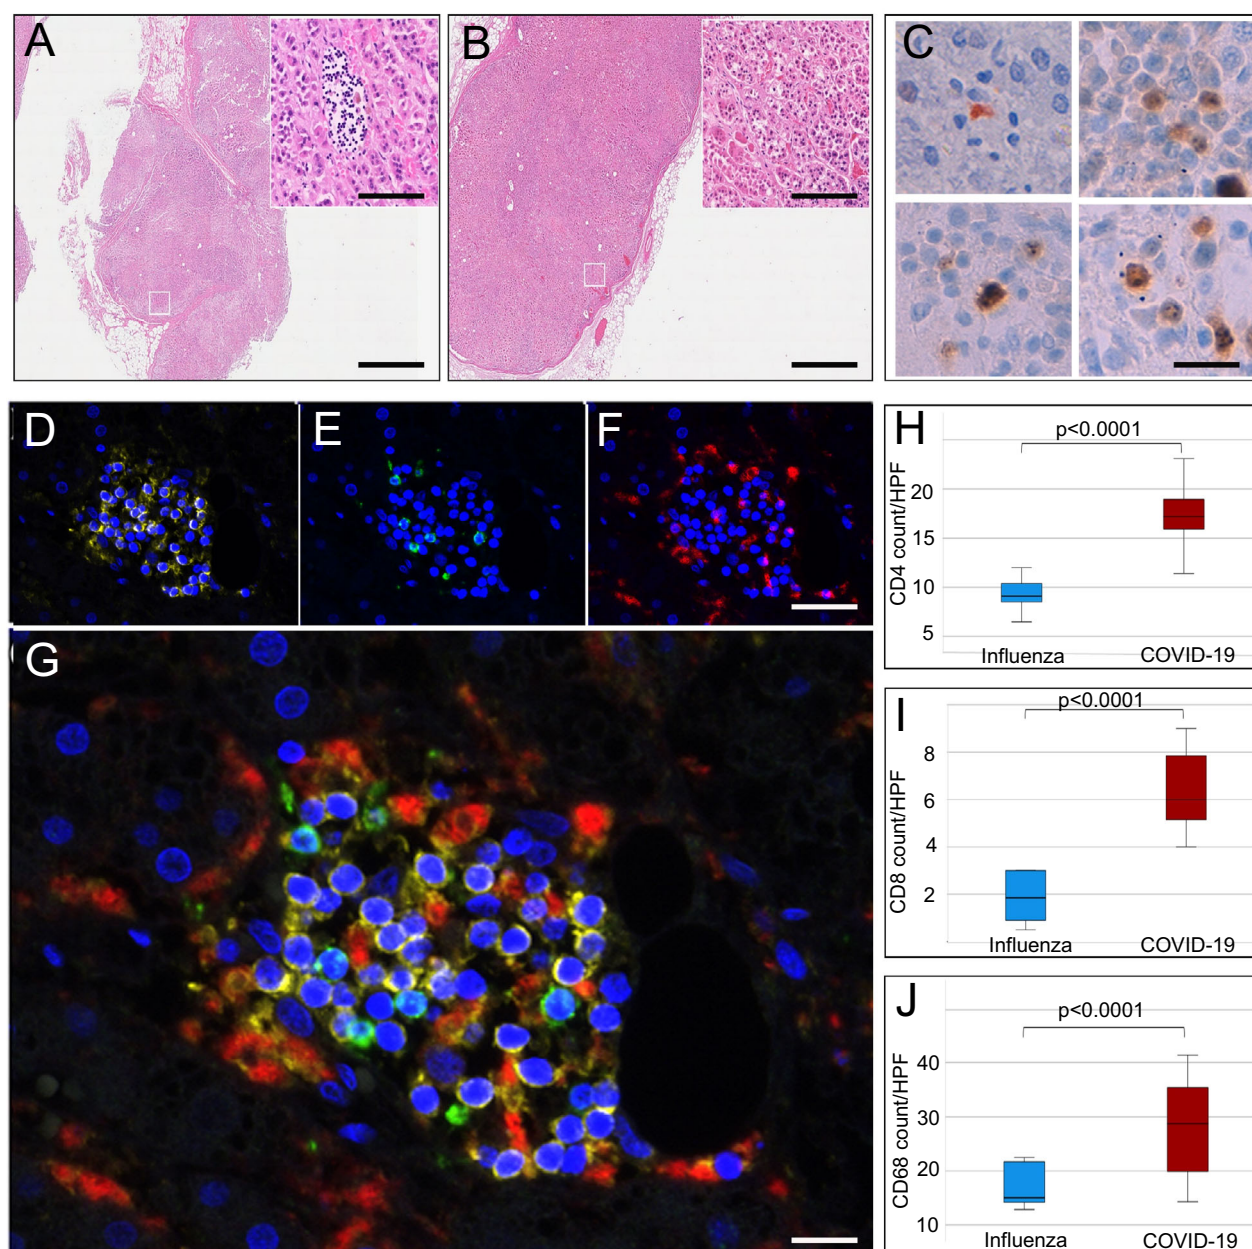 A
B
C
D
E
F
G
H
p<0.0001
CD4 count/HPF
20
15
10
5
Influenza
COVID-19
I
p<0.0001
CD8 count/HPF
8
6
4
2
Influenza
COVID-19
J
p<0.0001
CD68 count/HPF
40
30
20
10
Influenza
COVID-19